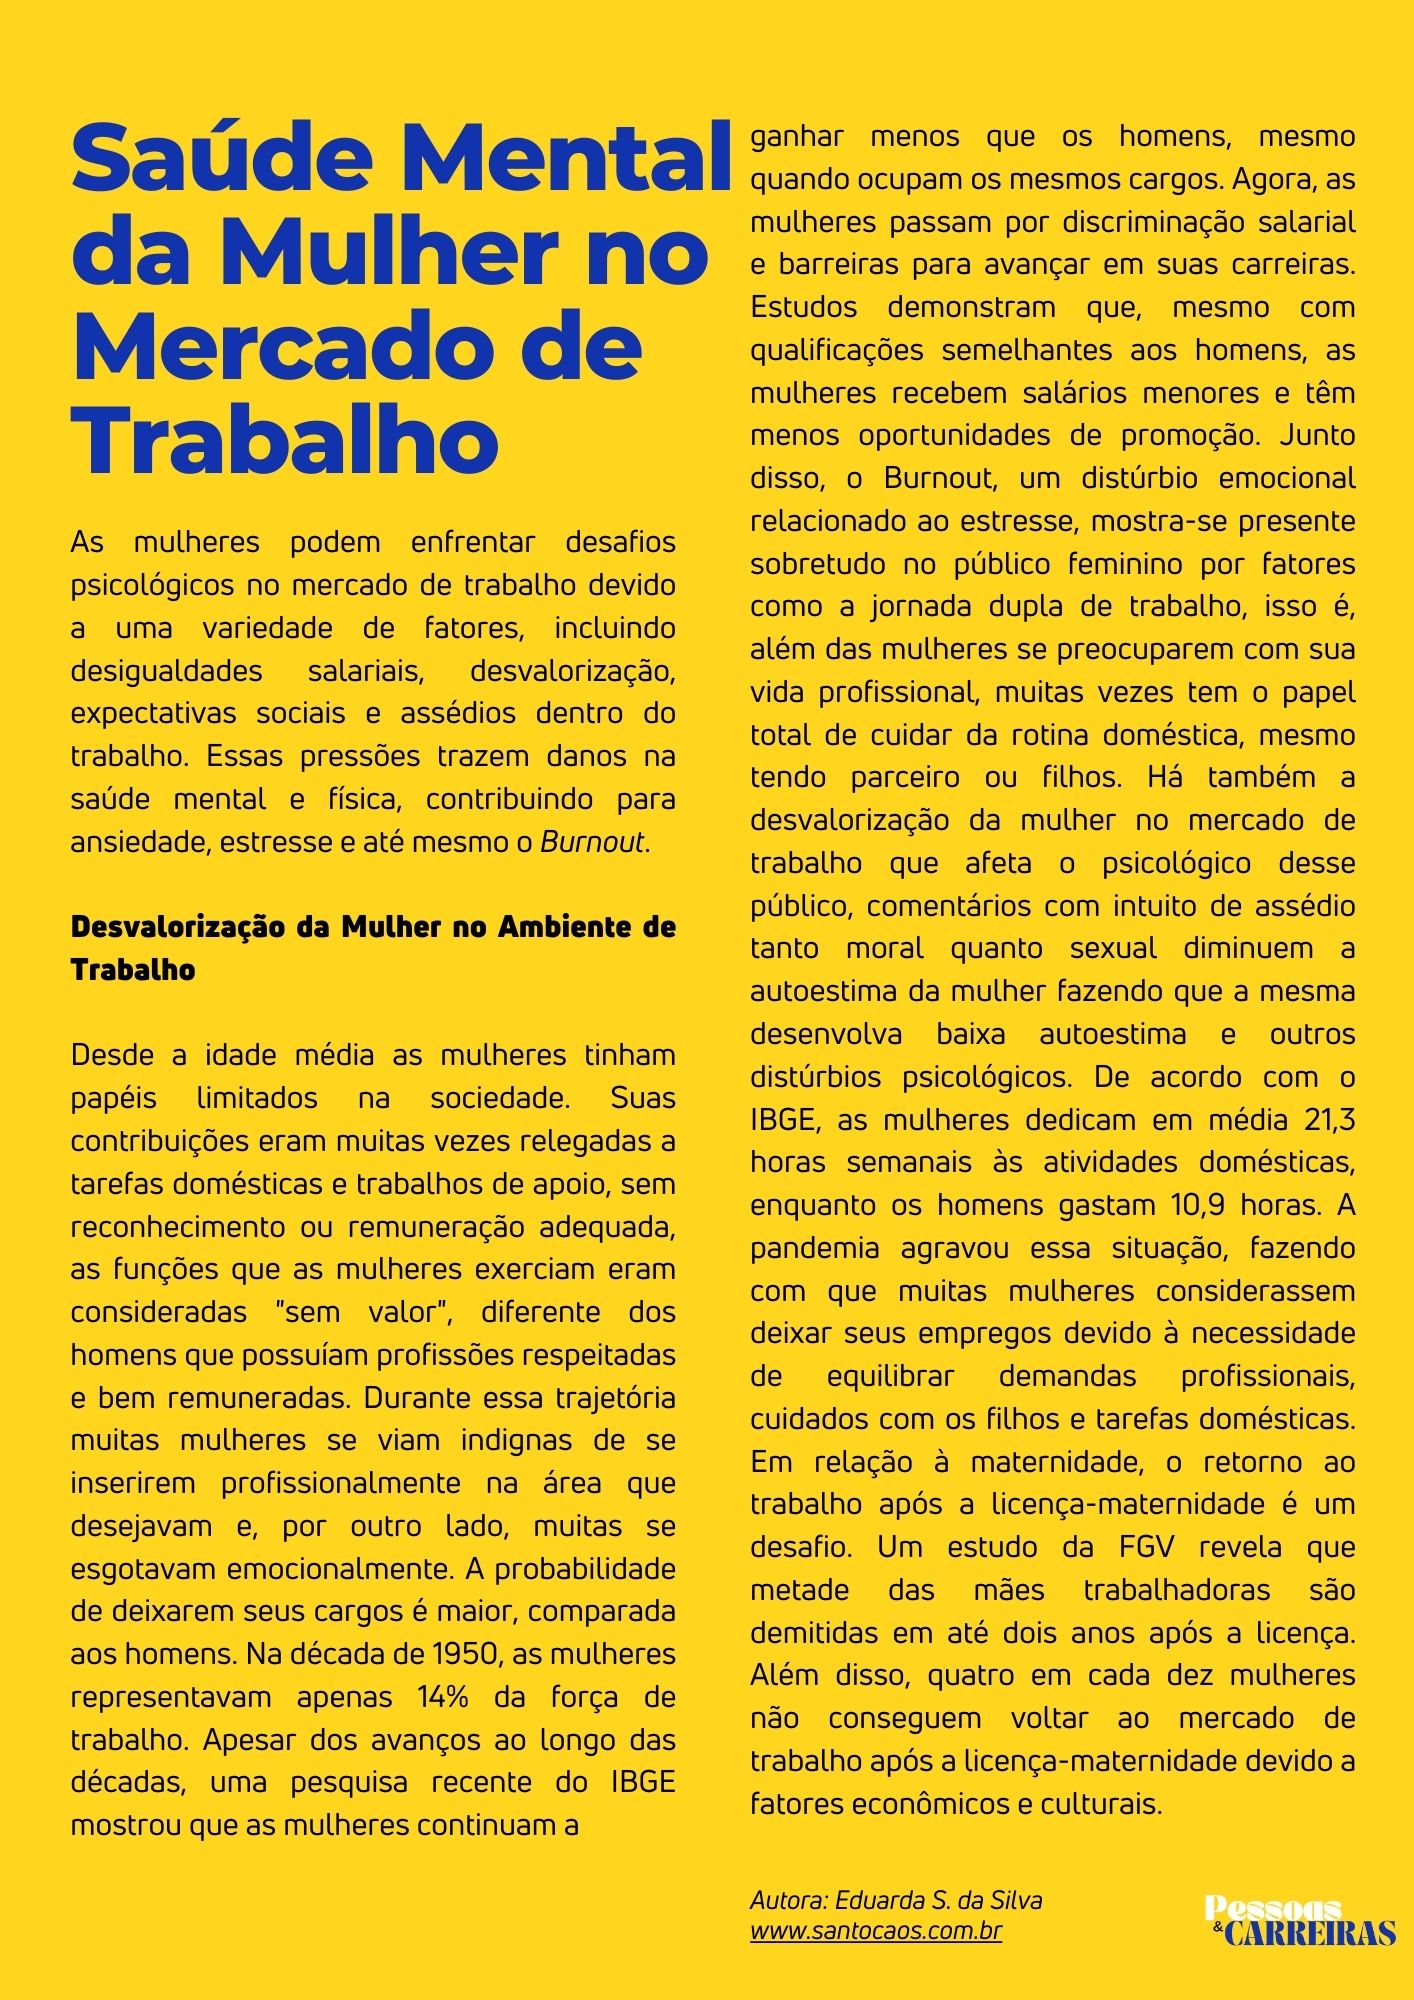 Saúde Mental
da Mulher no
Mercado de
Trabalho
As mulheres podem enfrentar desafios
psicológicos no mercado de trabalho devido
a uma variedade de fatores, incluindo
desigualdades salariais, desvalorização,
expectativas sociais e assédios dentro do
trabalho. Essas pressões trazem danos na
saúde mental e física, contribuindo para
ansiedade, estresse e até mesmo o Burnout.
Desvalorização da Mulher no Ambiente de
Trabalho
Desde a idade média as mulheres tinham
papéis limitados na sociedade. Suas
contribuições eram muitas vezes relegadas a
tarefas domésticas e trabalhos de apoio, sem
reconhecimento ou remuneração adequada,
as funções que as mulheres exerciam eram
consideradas "sem valor", diferente dos
homens que possuíam profissões respeitadas
e bem remuneradas. Durante essa trajetória
muitas mulheres se viam indignas de se
inserirem profissionalmente na área que
desejavam e, por outro lado, muitas se
esgotavam emocionalmente. A probabilidade
de deixarem seus cargos é maior, comparada
aos homens. Na década de 1950, as mulheres
representavam apenas 14% da força de
trabalho. Apesar dos avanços ao longo das
décadas, uma pesquisa recente do IBGE
mostrou que as mulheres continuam a
ganhar menos que os homens, mesmo
quando ocupam os mesmos cargos. Agora, as
mulheres passam por discriminação salarial
e barreiras para avançar em suas carreiras.
Estudos demonstram que, mesmo com
qualificações semelhantes aos homens, as
mulheres recebem salários menores e têm
menos oportunidades de promoção. Junto
disso, o Burnout, um distúrbio emocional
relacionado ao estresse, mostra-se presente
sobretudo no público feminino por fatores
como a jornada dupla de trabalho, isso é,
além das mulheres se preocuparem com sua
vida profissional, muitas vezes tem o papel
total de cuidar da rotina doméstica, mesmo
tendo parceiro ou filhos. Há também a
desvalorização da mulher no mercado de
trabalho que afeta o psicológico desse
público, comentários com intuito de assédio
tanto moral quanto sexual diminuem a
autoestima da mulher fazendo que a mesma
desenvolva baixa autoestima e outros
distúrbios psicológicos. De acordo com o
IBGE, as mulheres dedicam em média 21,3
horas semanais às atividades domésticas,
enquanto os homens gastam 10,9 horas. A
pandemia agravou essa situação, fazendo
com que muitas mulheres considerassem
deixar seus empregos devido à necessidade
de equilibrar demandas profissionais,
cuidados com os filhos e tarefas domésticas.
Em relação à maternidade, o retorno ao
trabalho após a licença-maternidade é um
desafio. Um estudo da FGV revela que
metade das mães trabalhadoras são
demitidas em até dois anos após a licença.
Além disso, quatro em cada dez mulheres
não conseguem voltar ao mercado de
trabalho após a licença-maternidade devido a
fatores econômicos e culturais.
Autora: Eduarda S. da Silva
www.santocaos.com.br
Pessoas
&CARREIRAS